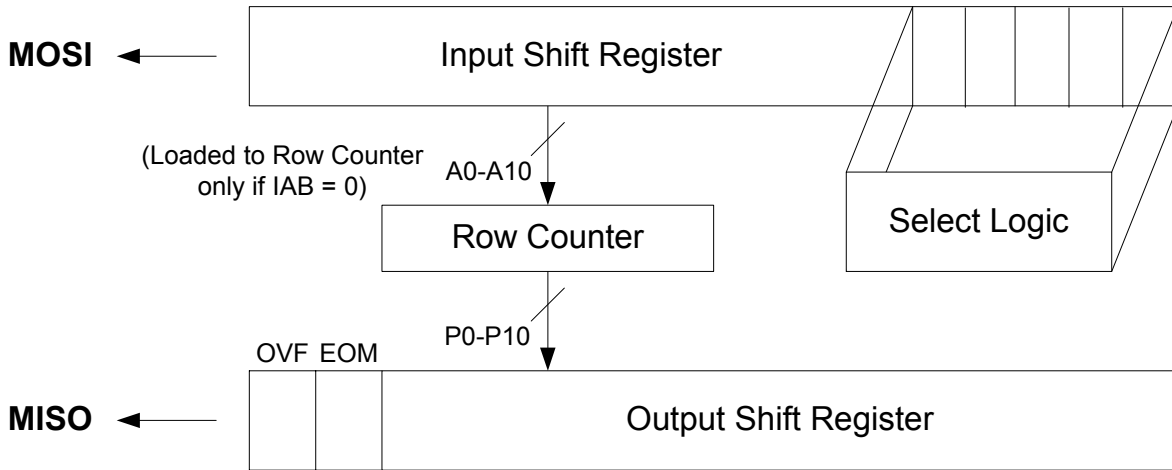 MOSI
Input Shift Register
(Loaded to Row Counter
only if IAB = 0)
A0-A10
Row Counter
Select Logic
P0-P10
OVF EOM
MISO
Output Shift Register